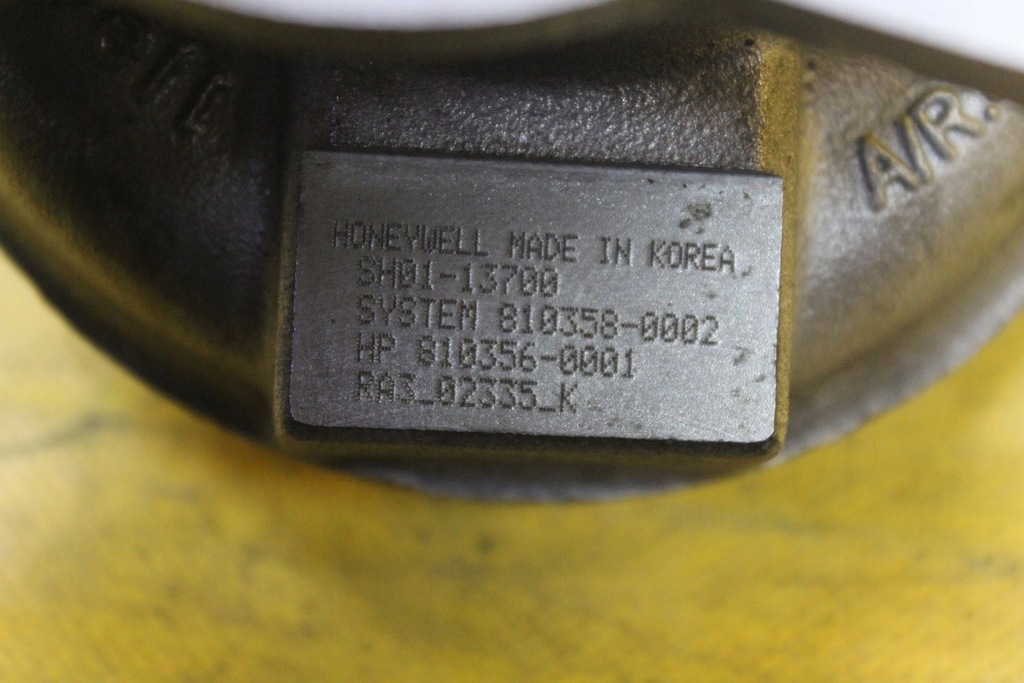 HONEYWELL MADE IN KOREA
SH01-13700
SYSTEM 810358-0002
HP 810356-0001
RA3_02335_K
A/R.